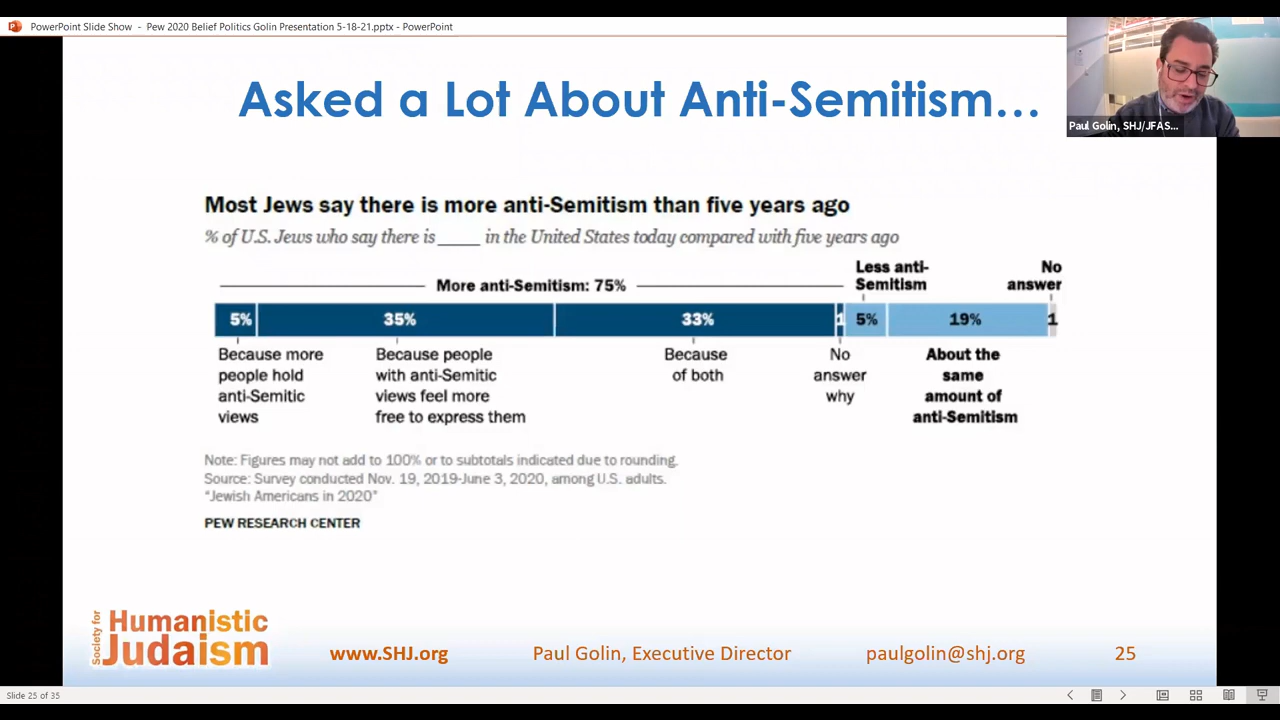 PowerPoint Slide Show - Pew 2020 Belief Politics Golin Presentation 5-18-21.pptx - PowerPoint
Paul Golin, SHJ/JFAS...
Asked a Lot About Anti-Semitism...
Most Jews say there is more anti-Semitism than five years ago
% of U.S. Jews who say there is ____ in the United States today compared with five years ago
More anti-Semitism: 75%
Less anti-
Semitism
No
answer
5% 35% 33% 1 5% 19% 1
Because more
people hold
anti-Semitic
views
Because people
with anti-Semitic
views feel more
free to express them
Because
of both
No
answer
why
About the
same
amount of
anti-Semitism
Note: Figures may not add to 100% or to subtotals indicated due to rounding.
Source: Survey conducted Nov. 19, 2019-June 3, 2020, among U.S. adults.
"Jewish Americans in 2020"
PEW RESEARCH CENTER
Society for
Humanistic
Judaism
www.SHJ.org
Paul Golin, Executive Director
paulgolin@shj.org
25
Slide 25 of 35